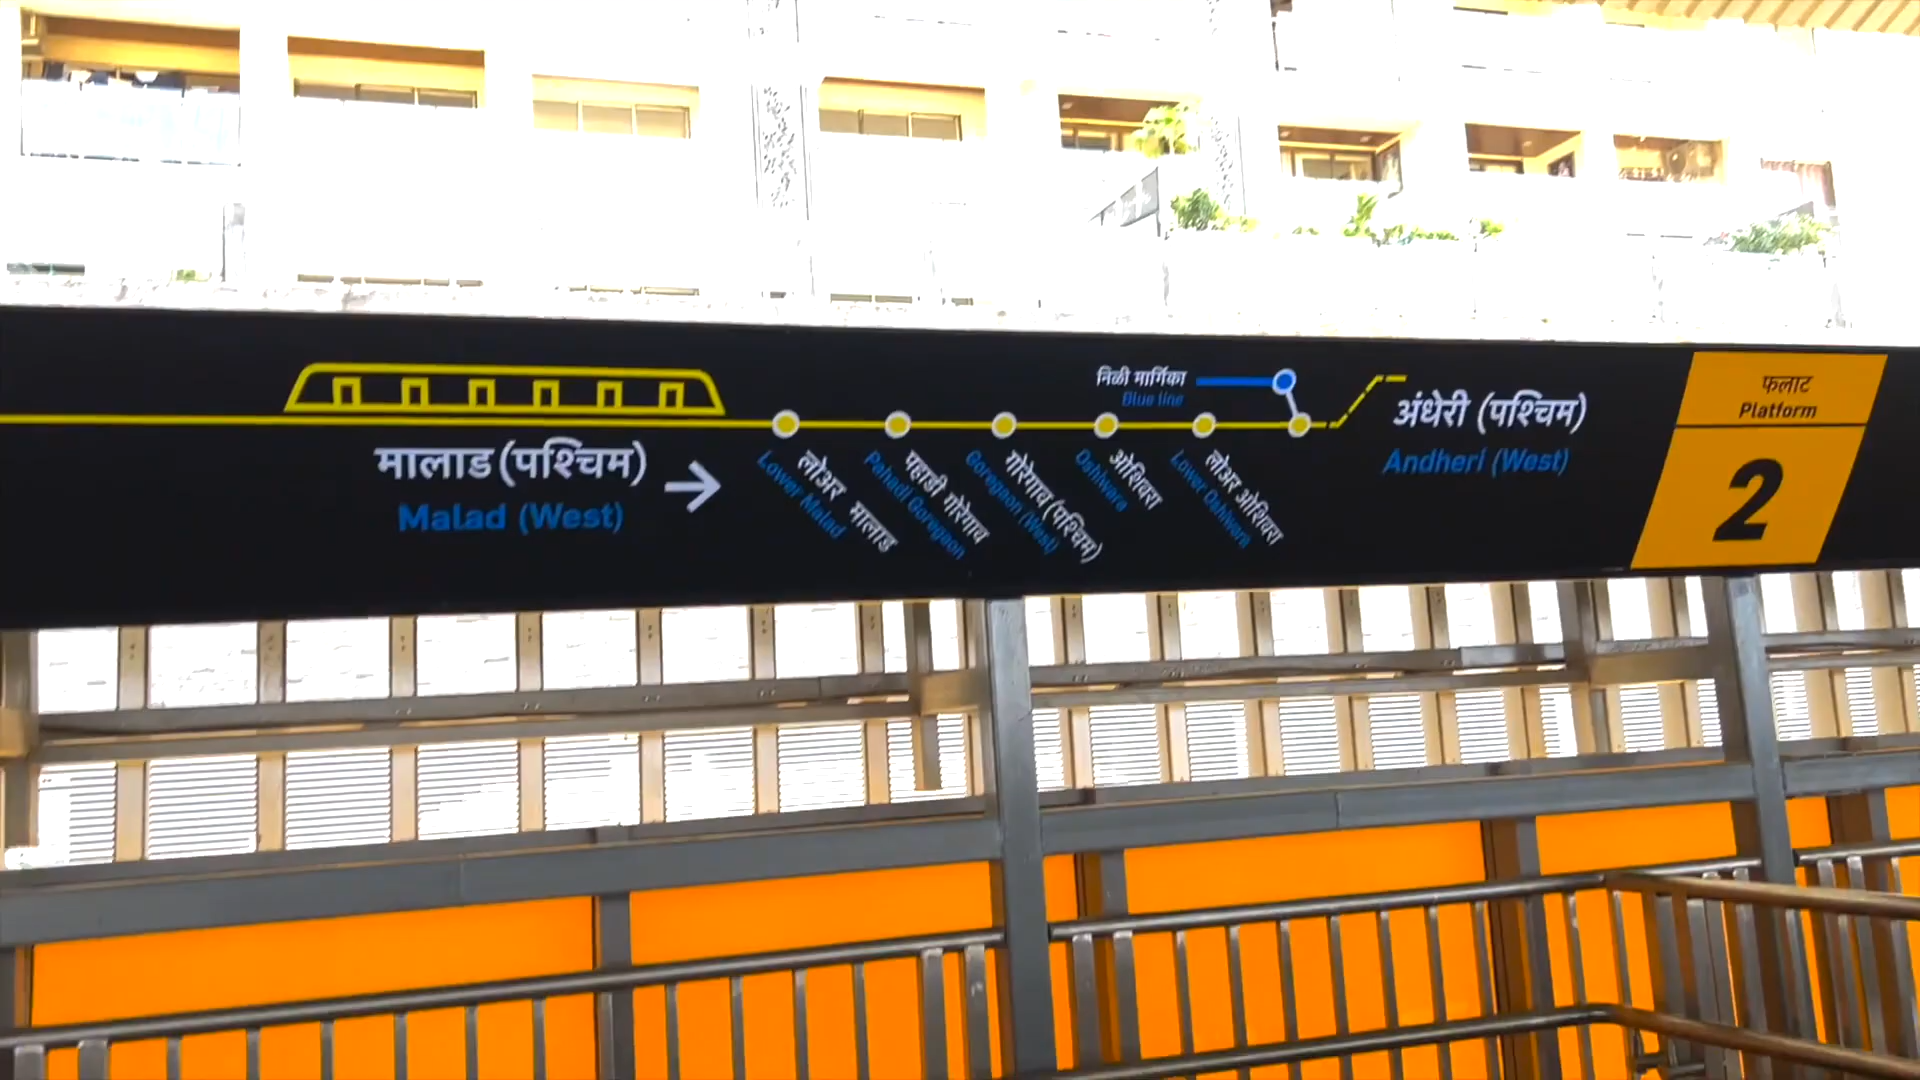 मालाड (पश्चिम)
Malad (West)
लोअर मालाड
Lower Malad
पहाडी गोरेगाव
Pahadi Goregaon
गोरेगाव (पश्चिम)
Goregaon (West)
ओशिवरा
Oshiwara
लोअर ओशिवरा
Lower Oshiwara
निळी मार्गिका
Blue line
अंधेरी (पश्चिम)
Andheri (West)
फलाट
Platform
2